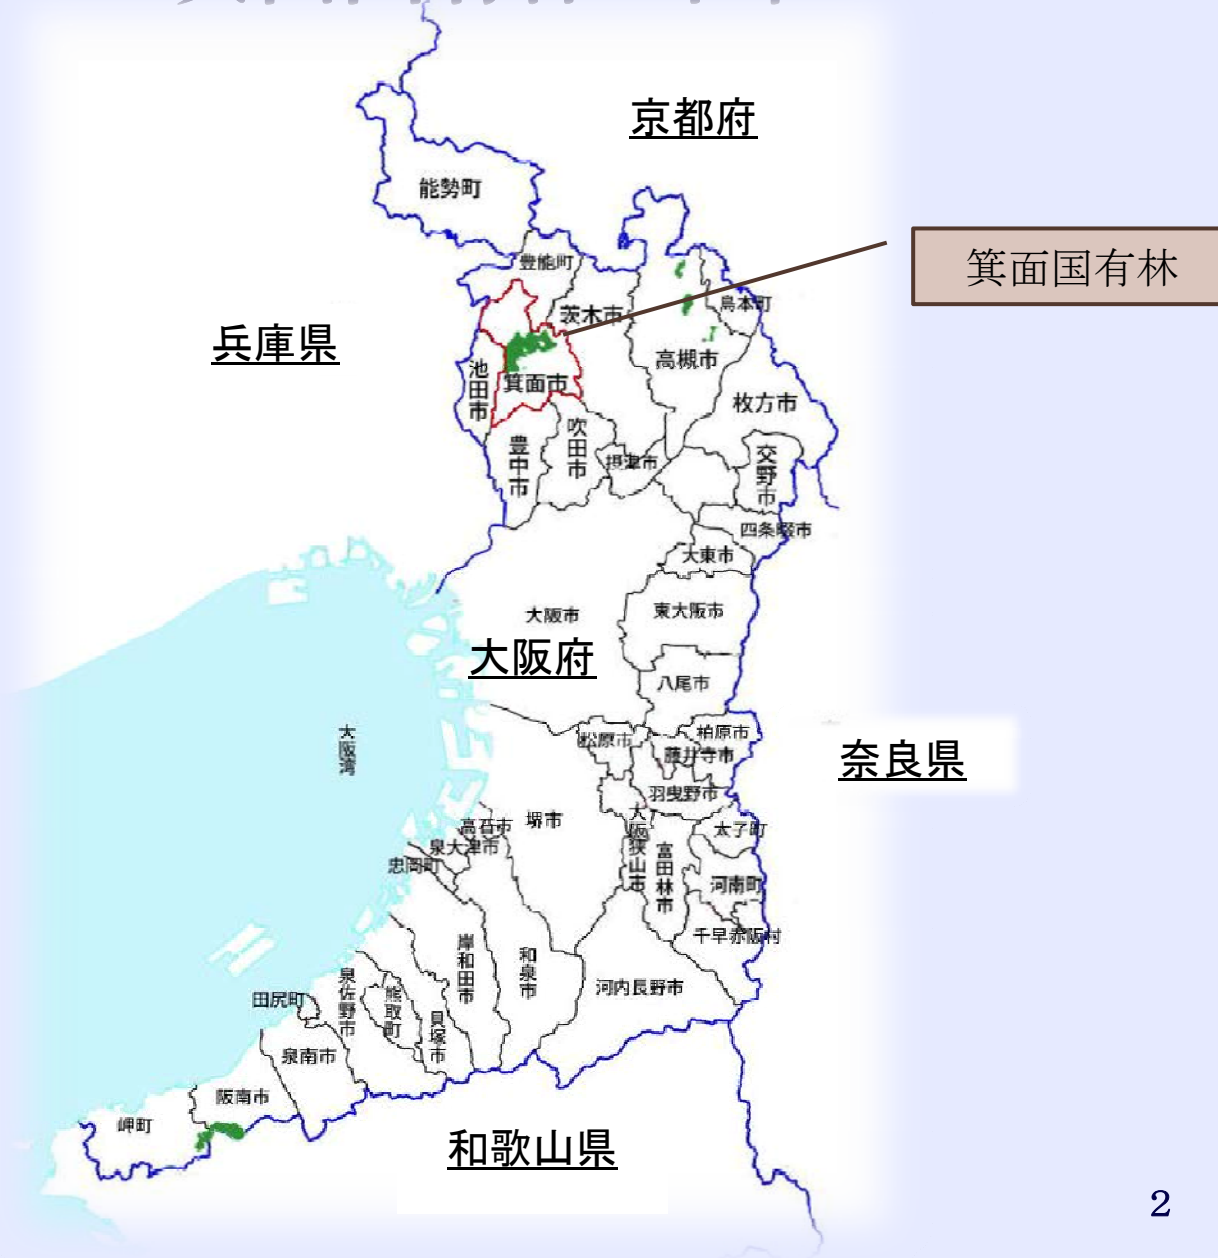 京都府
能勢町
豊能町
箕面国有林
茨木市
島本町
兵庫県
高槻市
池田市
箕面市
枚方市
吹田市
豊中市
摂津市
交野市
四条畷市
大東市
大阪市
東大阪市
大阪府
八尾市
大阪湾
松原市
柏原市
藤井寺市
奈良県
羽曳野市
高石市
堺市
大阪狭山市
太子町
泉大津市
忠岡町
富田林市
河南町
千早赤阪村
岸和田市
和泉市
河内長野市
泉佐野市
熊取町
田尻町
貝塚市
泉南市
阪南市
岬町
和歌山県
2